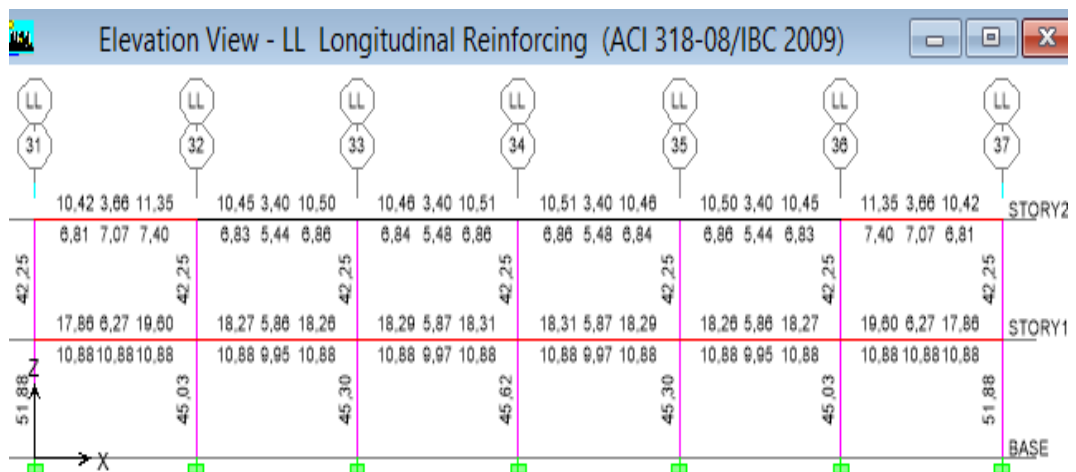 Elevation View - LL Longitudinal Reinforcing (ACI 318-08/IBC 2009)
LL LL LL LL LL LL LL
31 32 33 34 35 36 37
10,42 3,66 11,35 10,45 3,40 10,50 10,46 3,40 10,51 10,51 3,40 10,46 10,50 3,40 10,45 11,35 3,66 10,42
STORY2
6,81 7,07 7,40 6,83 5,44 6,86 6,84 5,48 6,86 6,86 5,48 6,84 6,86 5,44 6,83 7,40 7,07 6,81
42,25 42,25 42,25 42,25 42,25 42,25 42,25
17,86 6,27 19,60 18,27 5,86 18,26 18,29 5,87 18,31 18,31 5,87 18,29 18,26 5,86 18,27 19,60 6,27 17,86
STORY1
10,88 10,88 10,88 10,88 9,95 10,88 10,88 9,97 10,88 10,88 9,97 10,88 10,88 9,95 10,88 10,88 10,88 10,88
Z
51,88 45,03 45,30 45,62 45,30 45,03 51,88
BASE
X